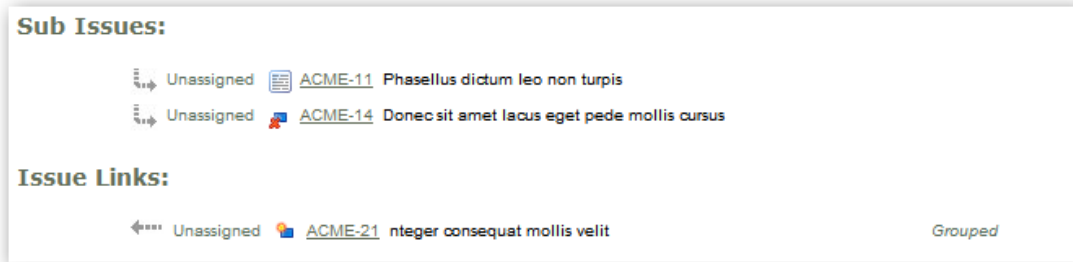 Sub Issues:
Unassigned ACME-11 Phasellus dictum leo non turpis
Unassigned ACME-14 Donec sit amet lacus eget pede mollis cursus
Issue Links:
Unassigned ACME-21 nteger consequat mollis velit Grouped